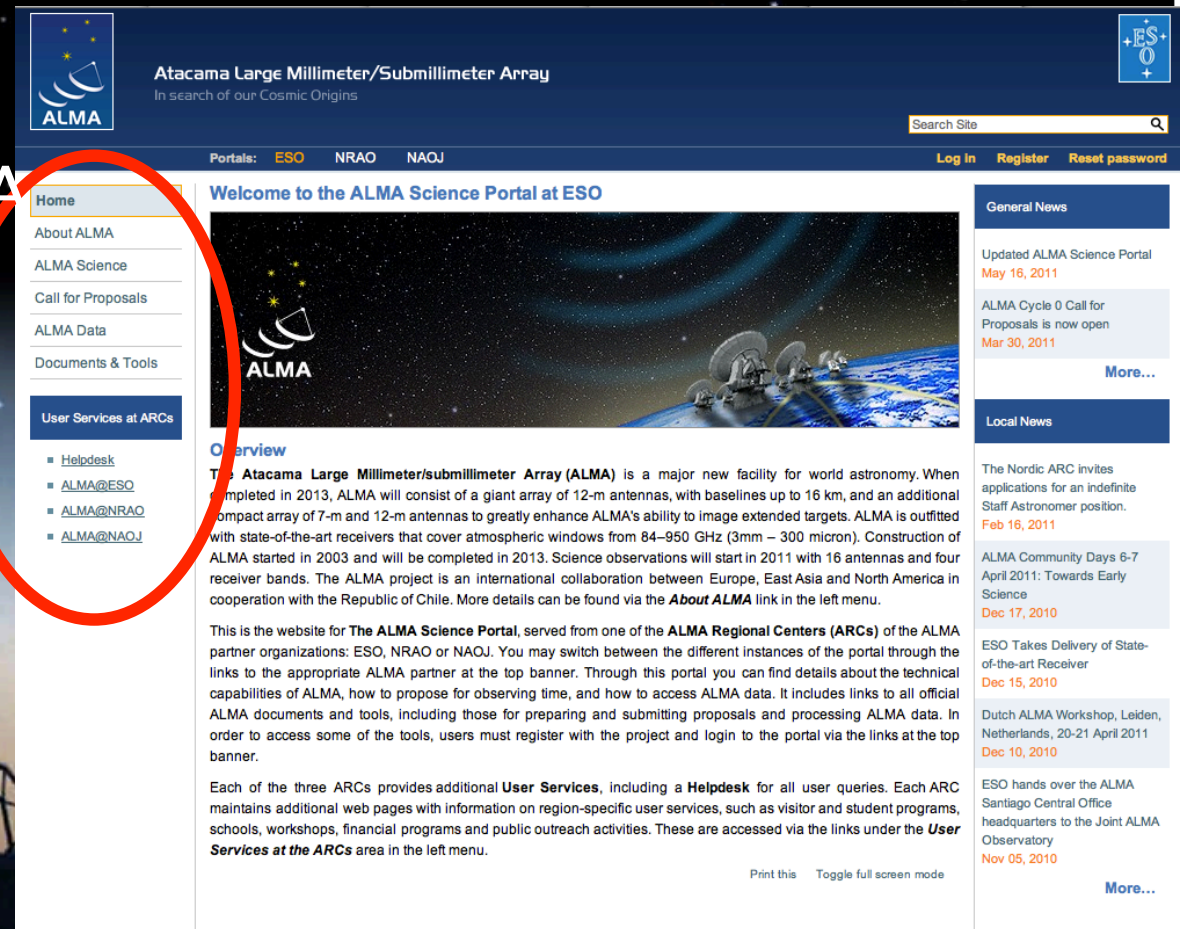 ALMA
Atacama Large Millimeter/Submillimeter Array
In search of our Cosmic Origins
ESO
Search Site
Portals: ESO NRAO NAOJ
Log in Register Reset password
A
Home
About ALMA
ALMA Science
Call for Proposals
ALMA Data
Documents & Tools
User Services at ARCs
Helpdesk
ALMA@ESO
ALMA@NRAO
ALMA@NAOJ
Welcome to the ALMA Science Portal at ESO
ALMA
Overview
The Atacama Large Millimeter/submillimeter Array (ALMA) is a major new facility for world astronomy. When
completed in 2013, ALMA will consist of a giant array of 12-m antennas, with baselines up to 16 km, and an additional
compact array of 7-m and 12-m antennas to greatly enhance ALMA's ability to image extended targets. ALMA is outfitted
with state-of-the-art receivers that cover atmospheric windows from 84–950 GHz (3mm – 300 micron). Construction of
ALMA started in 2003 and will be completed in 2013. Science observations will start in 2011 with 16 antennas and four
receiver bands. The ALMA project is an international collaboration between Europe, East Asia and North America in
cooperation with the Republic of Chile. More details can be found via the About ALMA link in the left menu.
This is the website for The ALMA Science Portal, served from one of the ALMA Regional Centers (ARCs) of the ALMA
partner organizations: ESO, NRAO or NAOJ. You may switch between the different instances of the portal through the
links to the appropriate ALMA partner at the top banner. Through this portal you can find details about the technical
capabilities of ALMA, how to propose for observing time, and how to access ALMA data. It includes links to all official
ALMA documents and tools, including those for preparing and submitting proposals and processing ALMA data. In
order to access some of the tools, users must register with the project and login to the portal via the links at the top
banner.
Each of the three ARCs provides additional User Services, including a Helpdesk for all user queries. Each ARC
maintains additional web pages with information on region-specific user services, such as visitor and student programs,
schools, workshops, financial programs and public outreach activities. These are accessed via the links under the User
Services at the ARCs area in the left menu.
Print this Toggle full screen mode
General News
Updated ALMA Science Portal
May 16, 2011
ALMA Cycle 0 Call for
Proposals is now open
Mar 30, 2011
More...
Local News
The Nordic ARC invites
applications for an indefinite
Staff Astronomer position.
Feb 16, 2011
ALMA Community Days 6-7
April 2011: Towards Early
Science
Dec 17, 2010
ESO Takes Delivery of State-
of-the-art Receiver
Dec 15, 2010
Dutch ALMA Workshop, Leiden,
Netherlands, 20-21 April 2011
Dec 10, 2010
ESO hands over the ALMA
Santiago Central Office
headquarters to the Joint ALMA
Observatory
Nov 05, 2010
More...